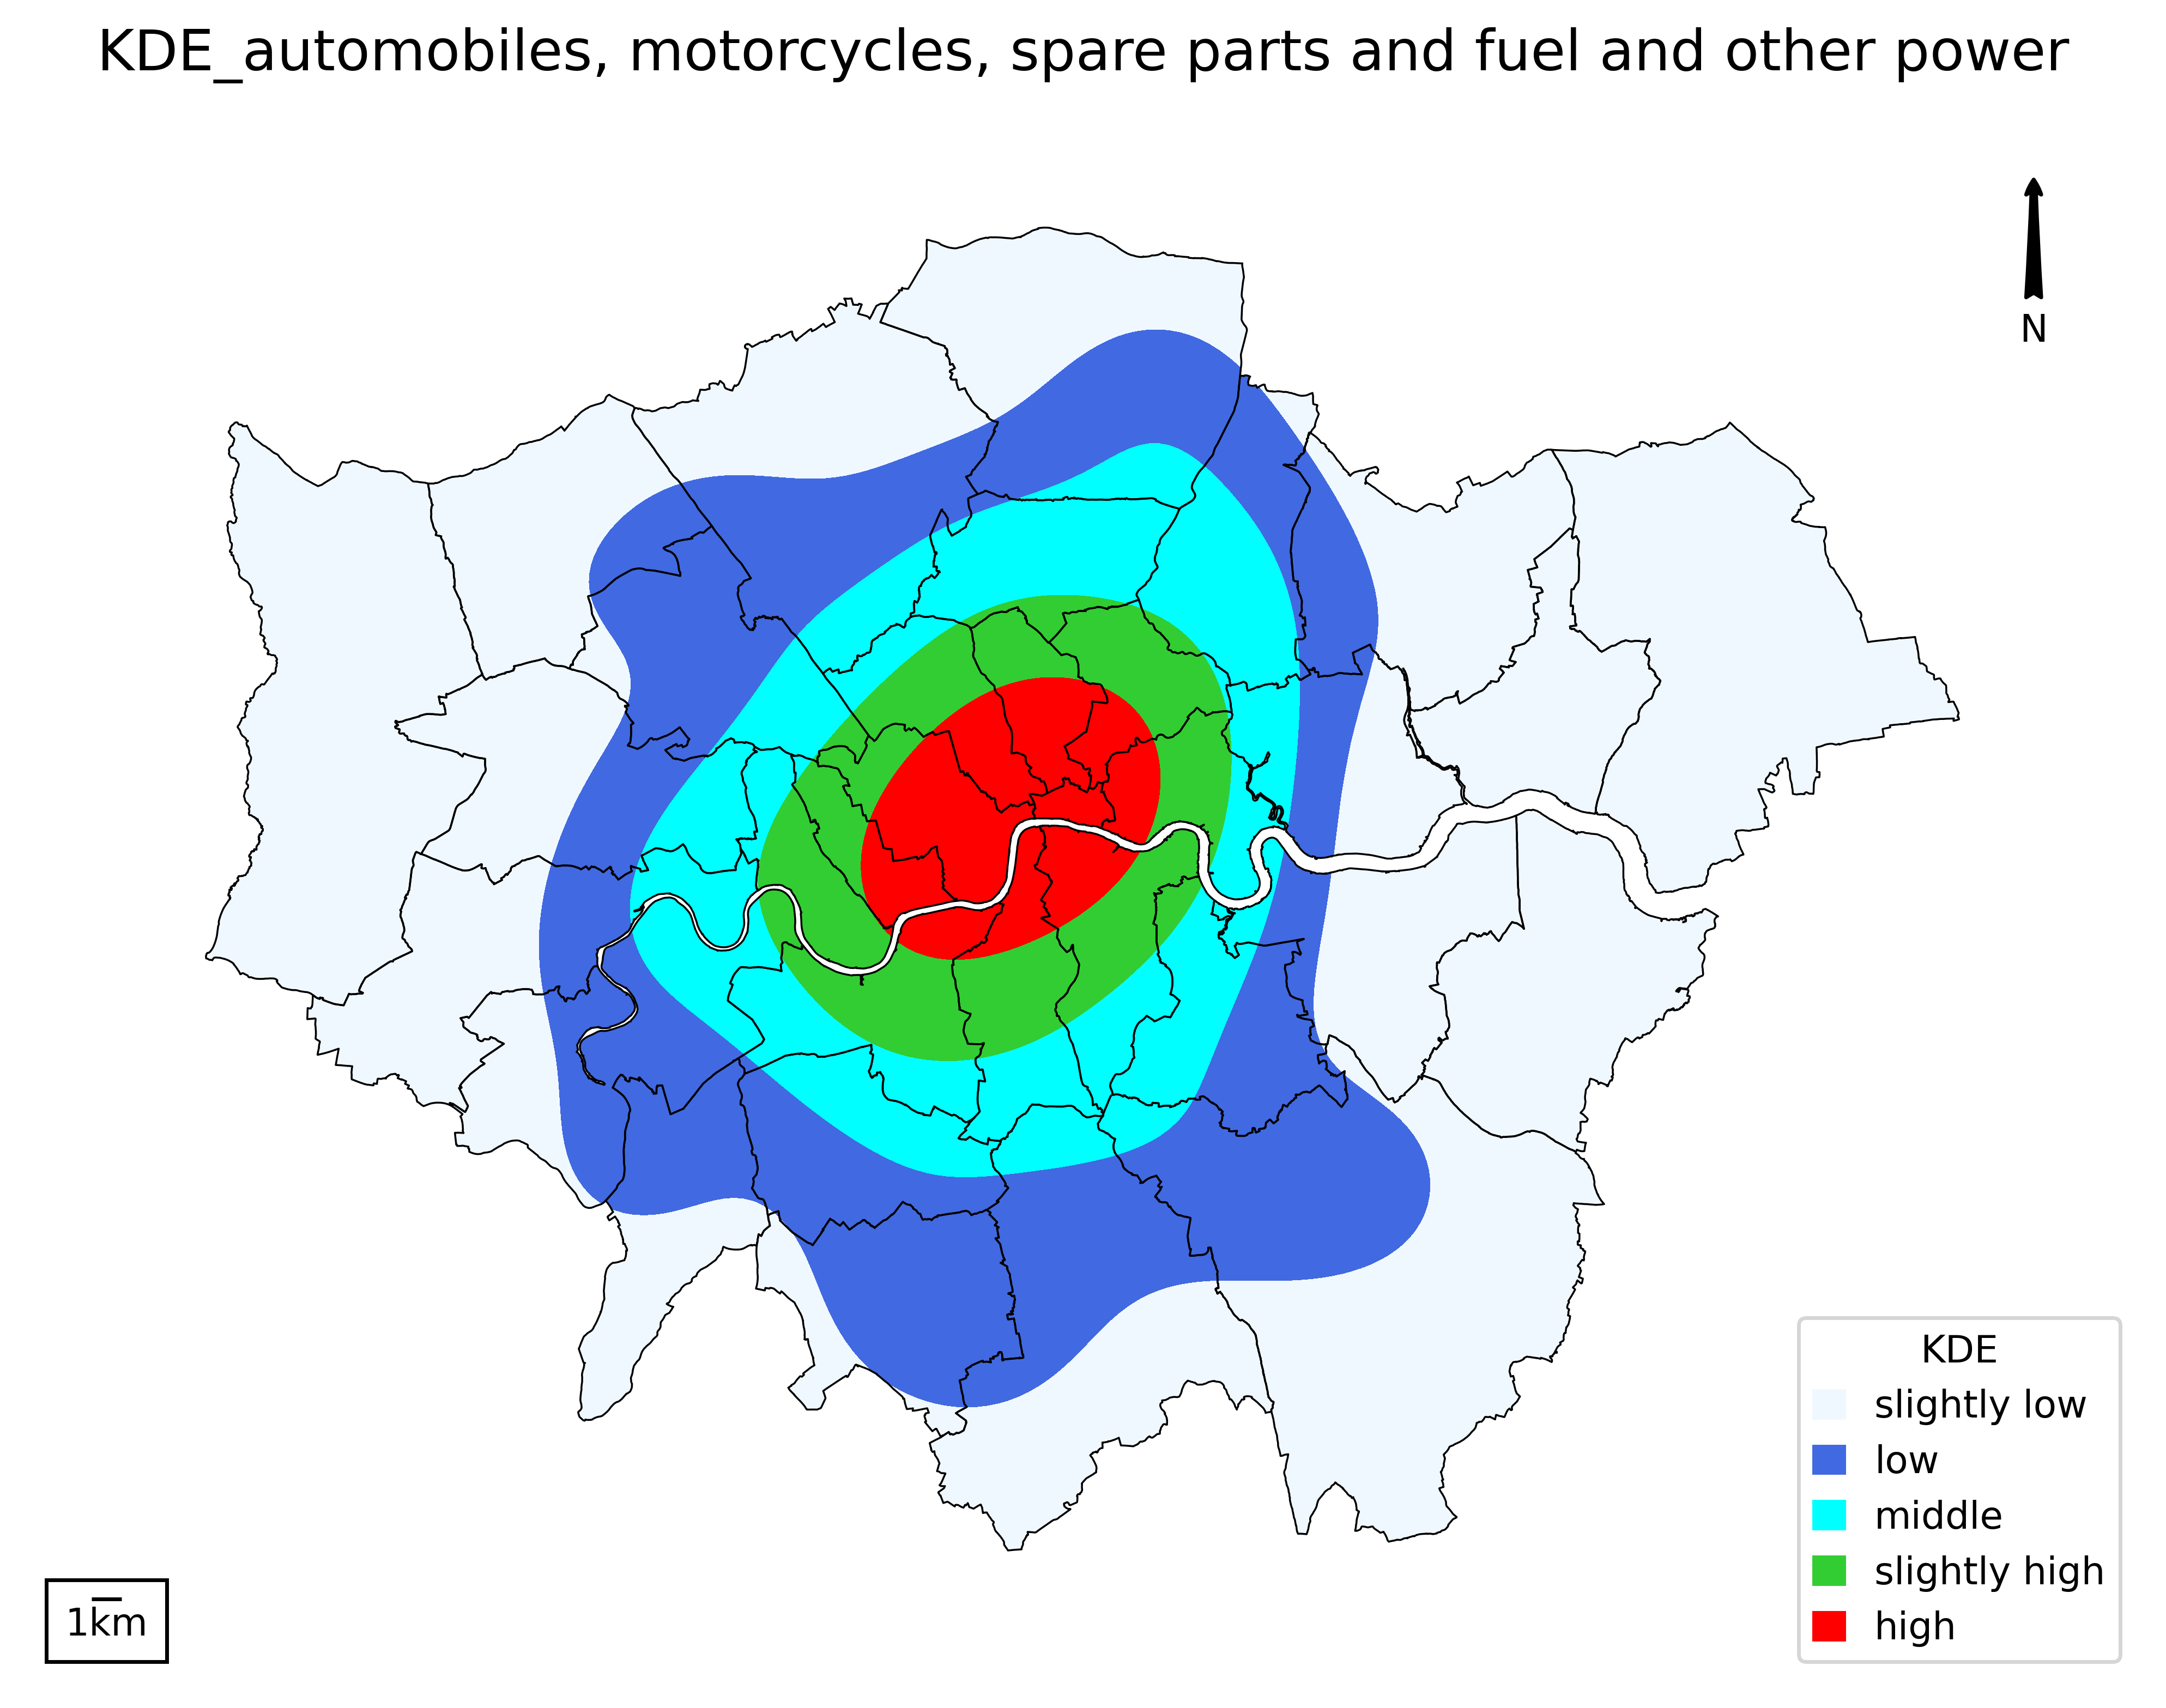 KDE_automobiles, motorcycles, spare parts and fuel and other power
N
KDE
slightly low
low
middle
slightly high
high
1km